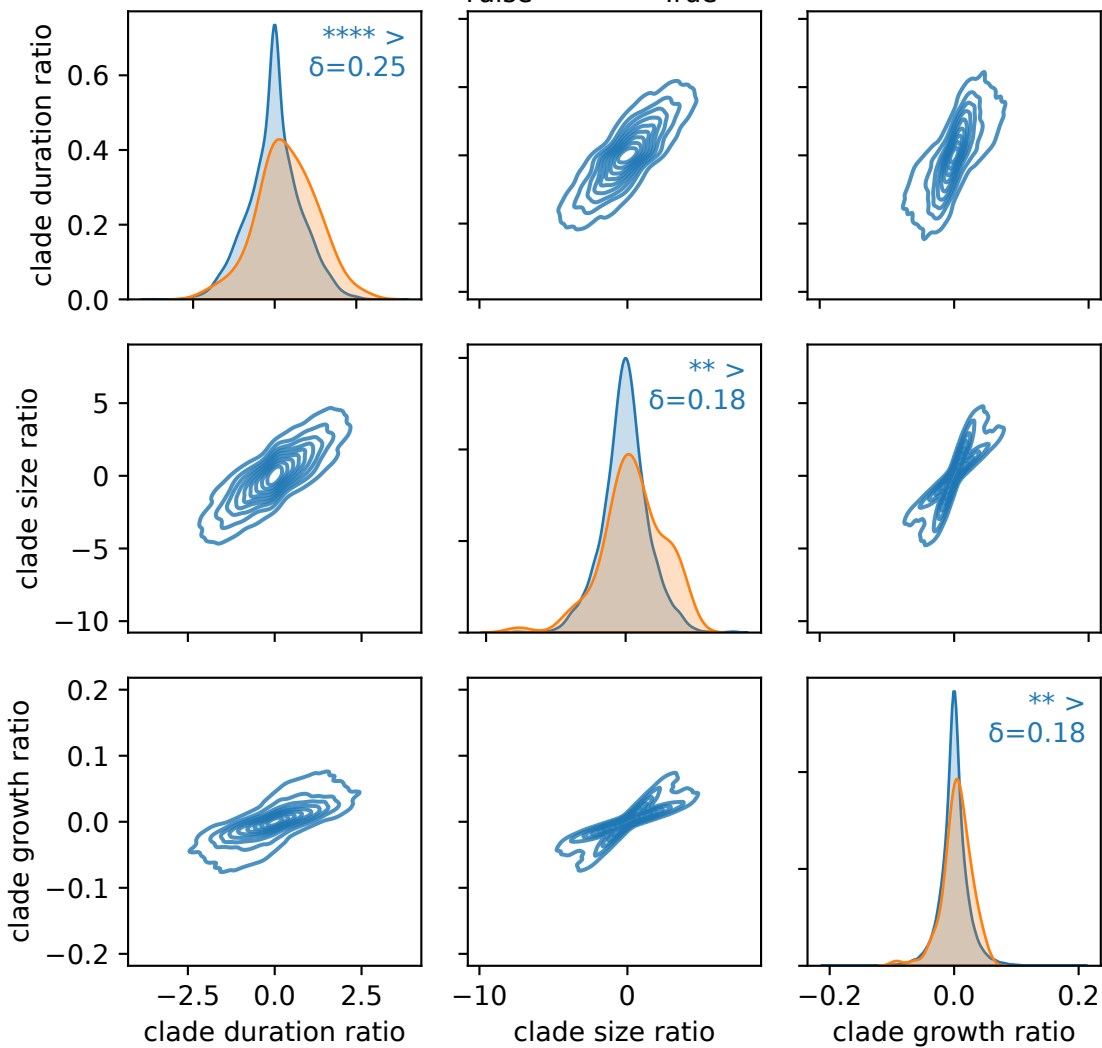 False True
clade duration ratio
0.6
0.4
0.2
0.0
**** >
δ=0.25
clade size ratio
5
0
−5
−10
** >
δ=0.18
clade growth ratio
0.2
0.1
0.0
−0.1
−0.2
** >
δ=0.18
−2.5 0.0 2.5
−10 0
−0.2 0.0 0.2
clade duration ratio
clade size ratio
clade growth ratio